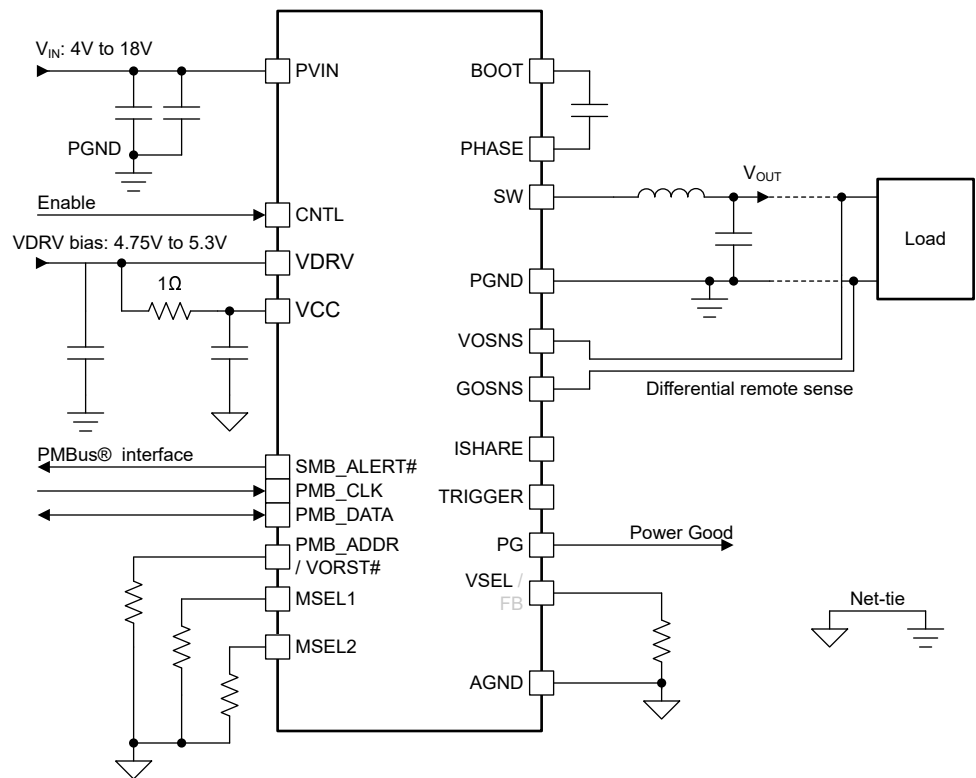 V_IN: 4V to 18V
PVIN
PGND
Enable
CNTL
VDRV bias: 4.75V to 5.3V
VDRV
1Ω
VCC
PMBus® interface
SMB_ALERT#
PMB_CLK
PMB_DATA
PMB_ADDR
/ VORST#
MSEL1
MSEL2
BOOT
PHASE
SW
V_OUT
Load
PGND
VOSNS
GOSNS
Differential remote sense
ISHARE
TRIGGER
PG
Power Good
VSEL /
FB
AGND
Net-tie